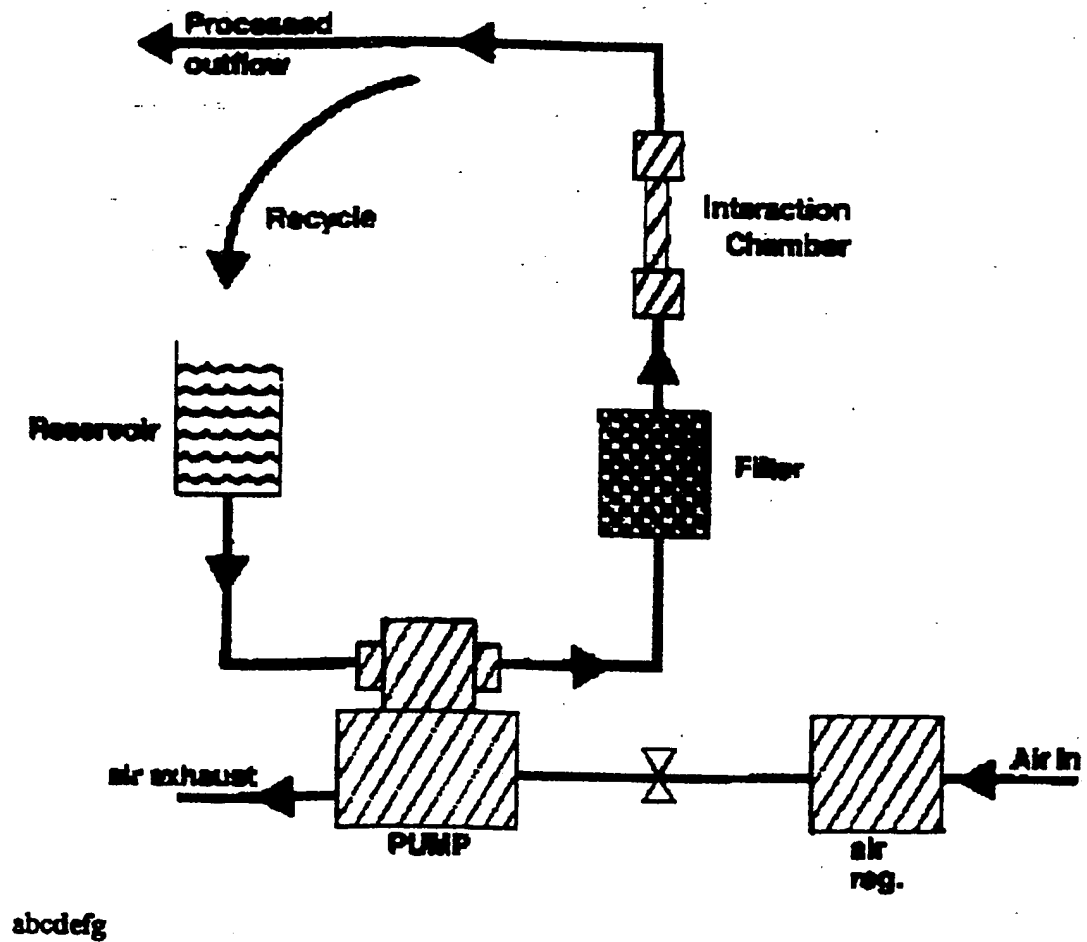 Processed
outflow
Recycle
Interaction
Chamber
Reservoir
Filter
Air in
air exhaust
PUMP
air
reg.
abcdefg